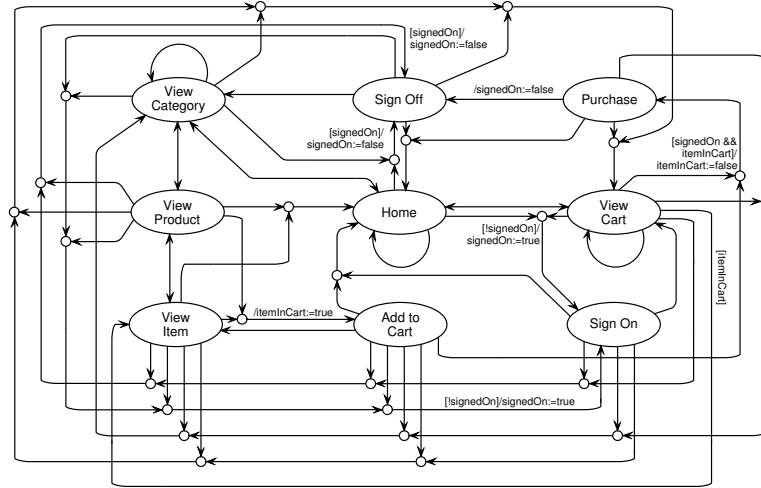 [signedOn]/
signedOn:=false
View
Category
Sign Off
/signedOn:=false
Purchase
[signedOn]/
signedOn:=false
[signedOn &&
itemInCart]/
itemInCart:=false
View
Product
Home
[!signedOn]/
signedOn:=true
View
Cart
[itemInCart]
View
Item
/itemInCart:=true
Add to
Cart
Sign On
[!signedOn]/signedOn:=true